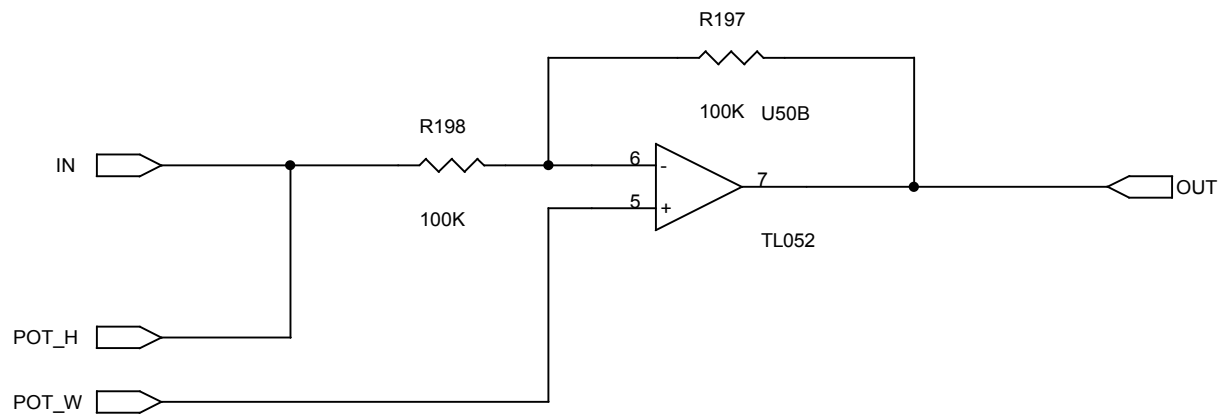 R197
100K U50B
R198
IN
6
-
7
OUT
5
+
100K
TL052
POT_H
POT_W